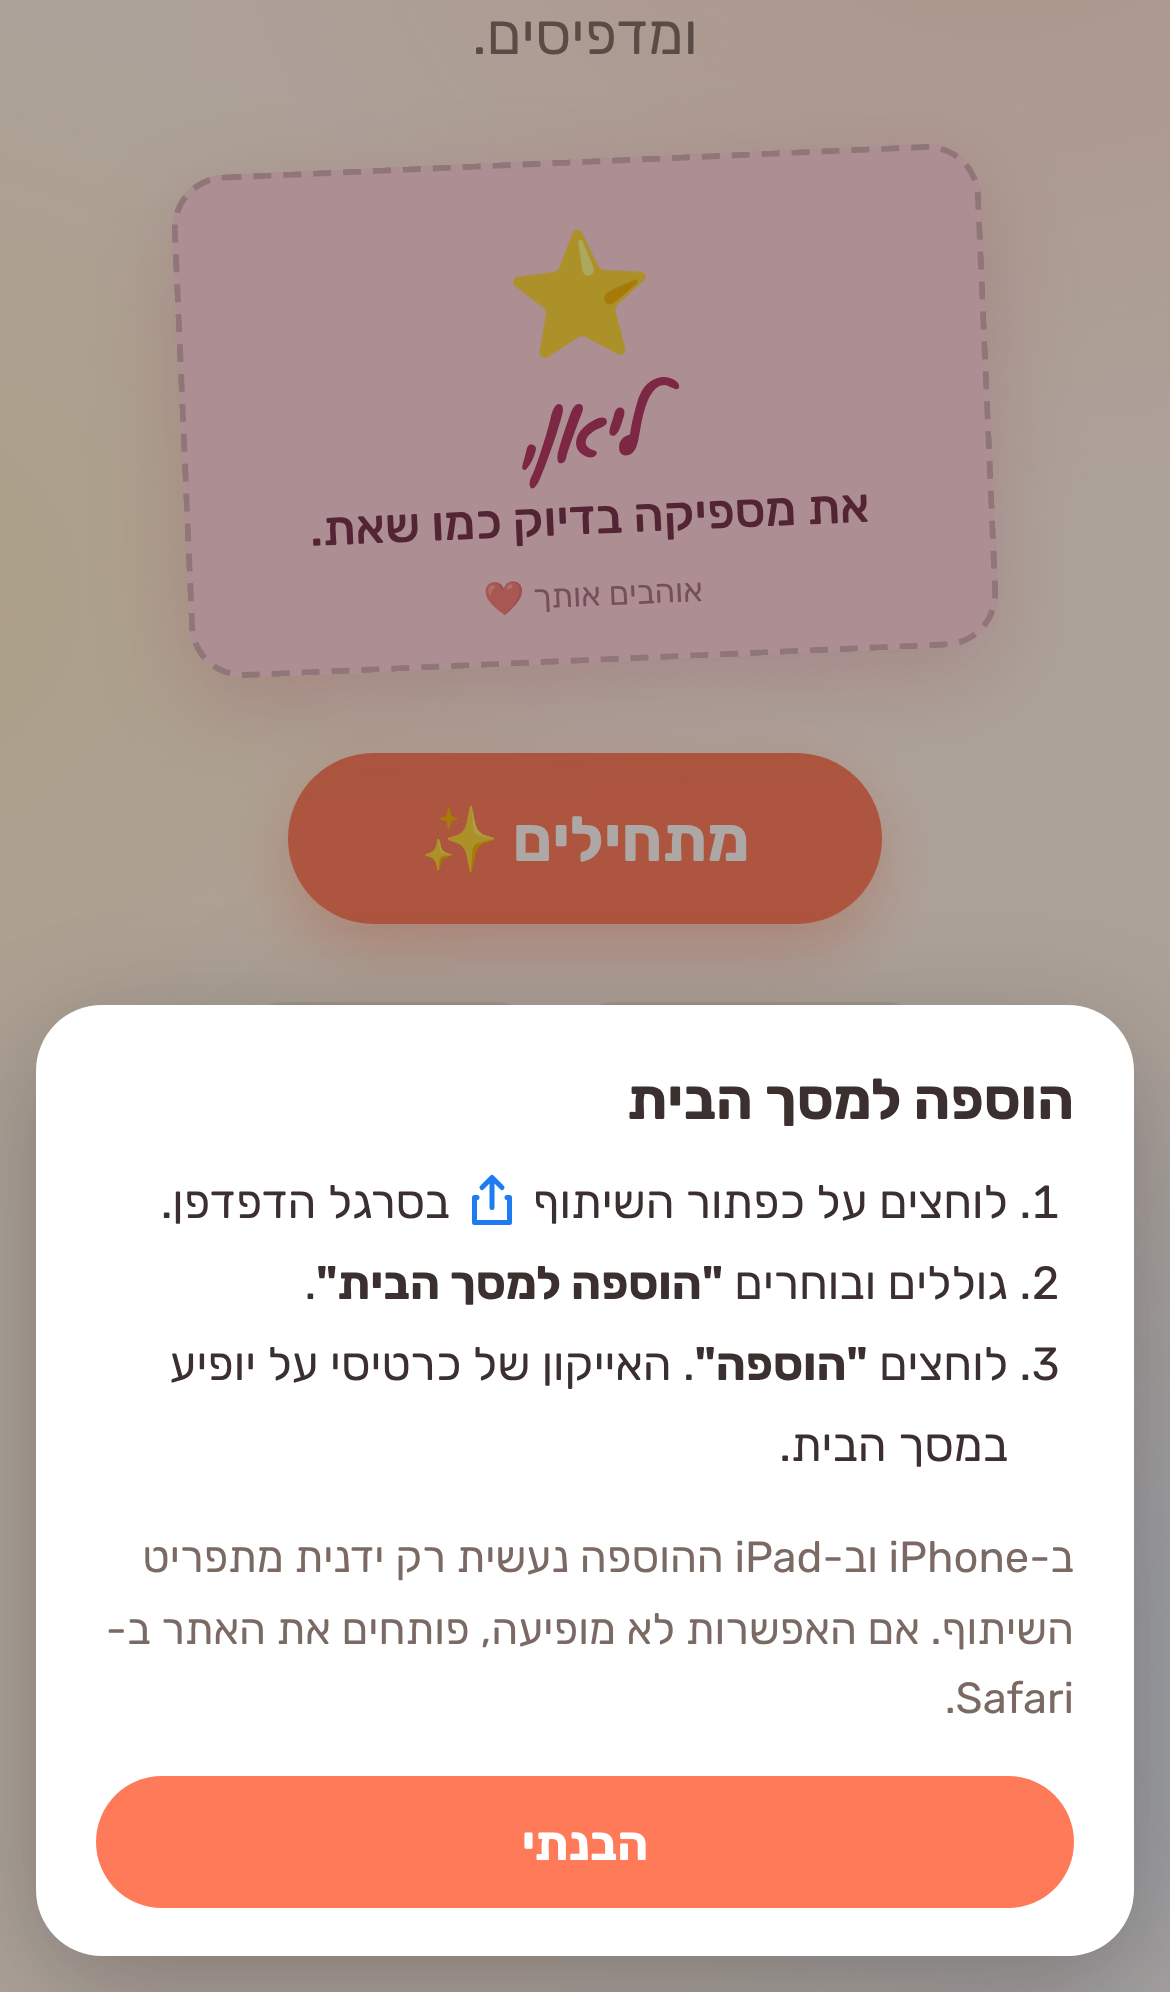 ומדפיסים.
ליאני
את מספיקה בדיוק כמו שאת.
אוהבים אותך ❤️
מתחילים ✨
הוספה למסך הבית
1. לוחצים על כפתור השיתוף בסרגל הדפדפן.
2. גוללים ובוחרים "הוספה למסך הבית".
3. לוחצים "הוספה". האייקון של כרטיסי על יופיע
במסך הבית.
ב-iPhone וב-iPad ההוספה נעשית רק ידנית מתפריט
השיתוף. אם האפשרות לא מופיעה, פותחים את האתר ב-
Safari.
הבנתי